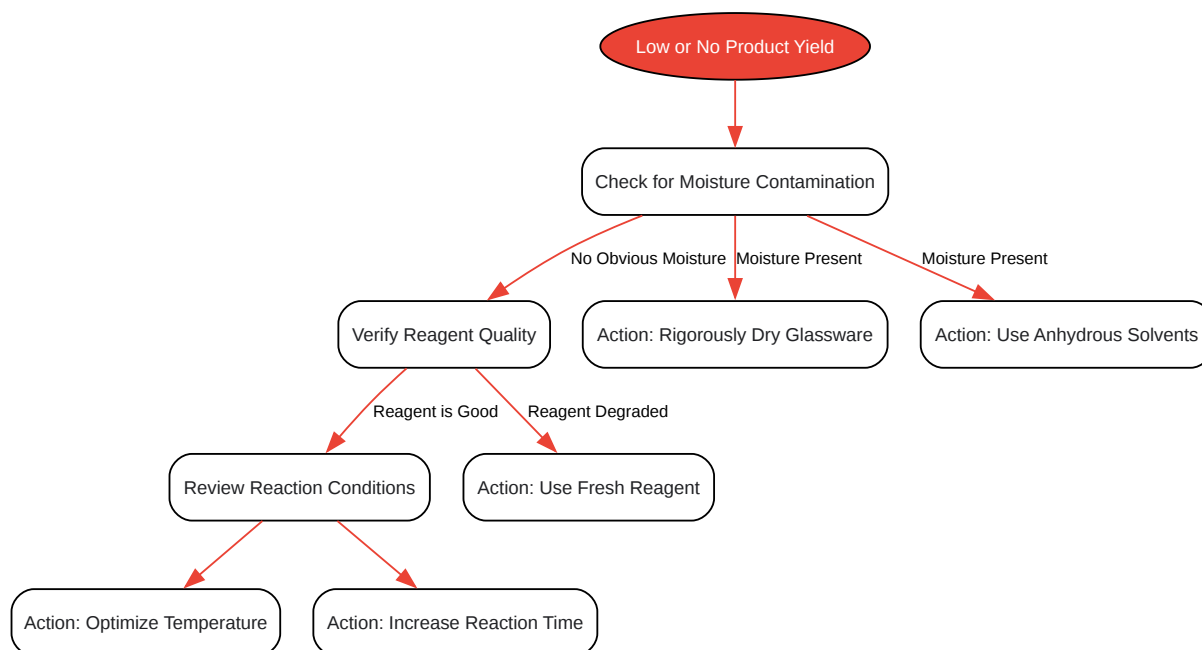 Low or No Product Yield
Check for Moisture Contamination
No Obvious Moisture
Moisture Present
Moisture Present
Verify Reagent Quality
Action: Rigorously Dry Glassware
Action: Use Anhydrous Solvents
Reagent is Good
Reagent Degraded
Review Reaction Conditions
Action: Use Fresh Reagent
Action: Optimize Temperature
Action: Increase Reaction Time